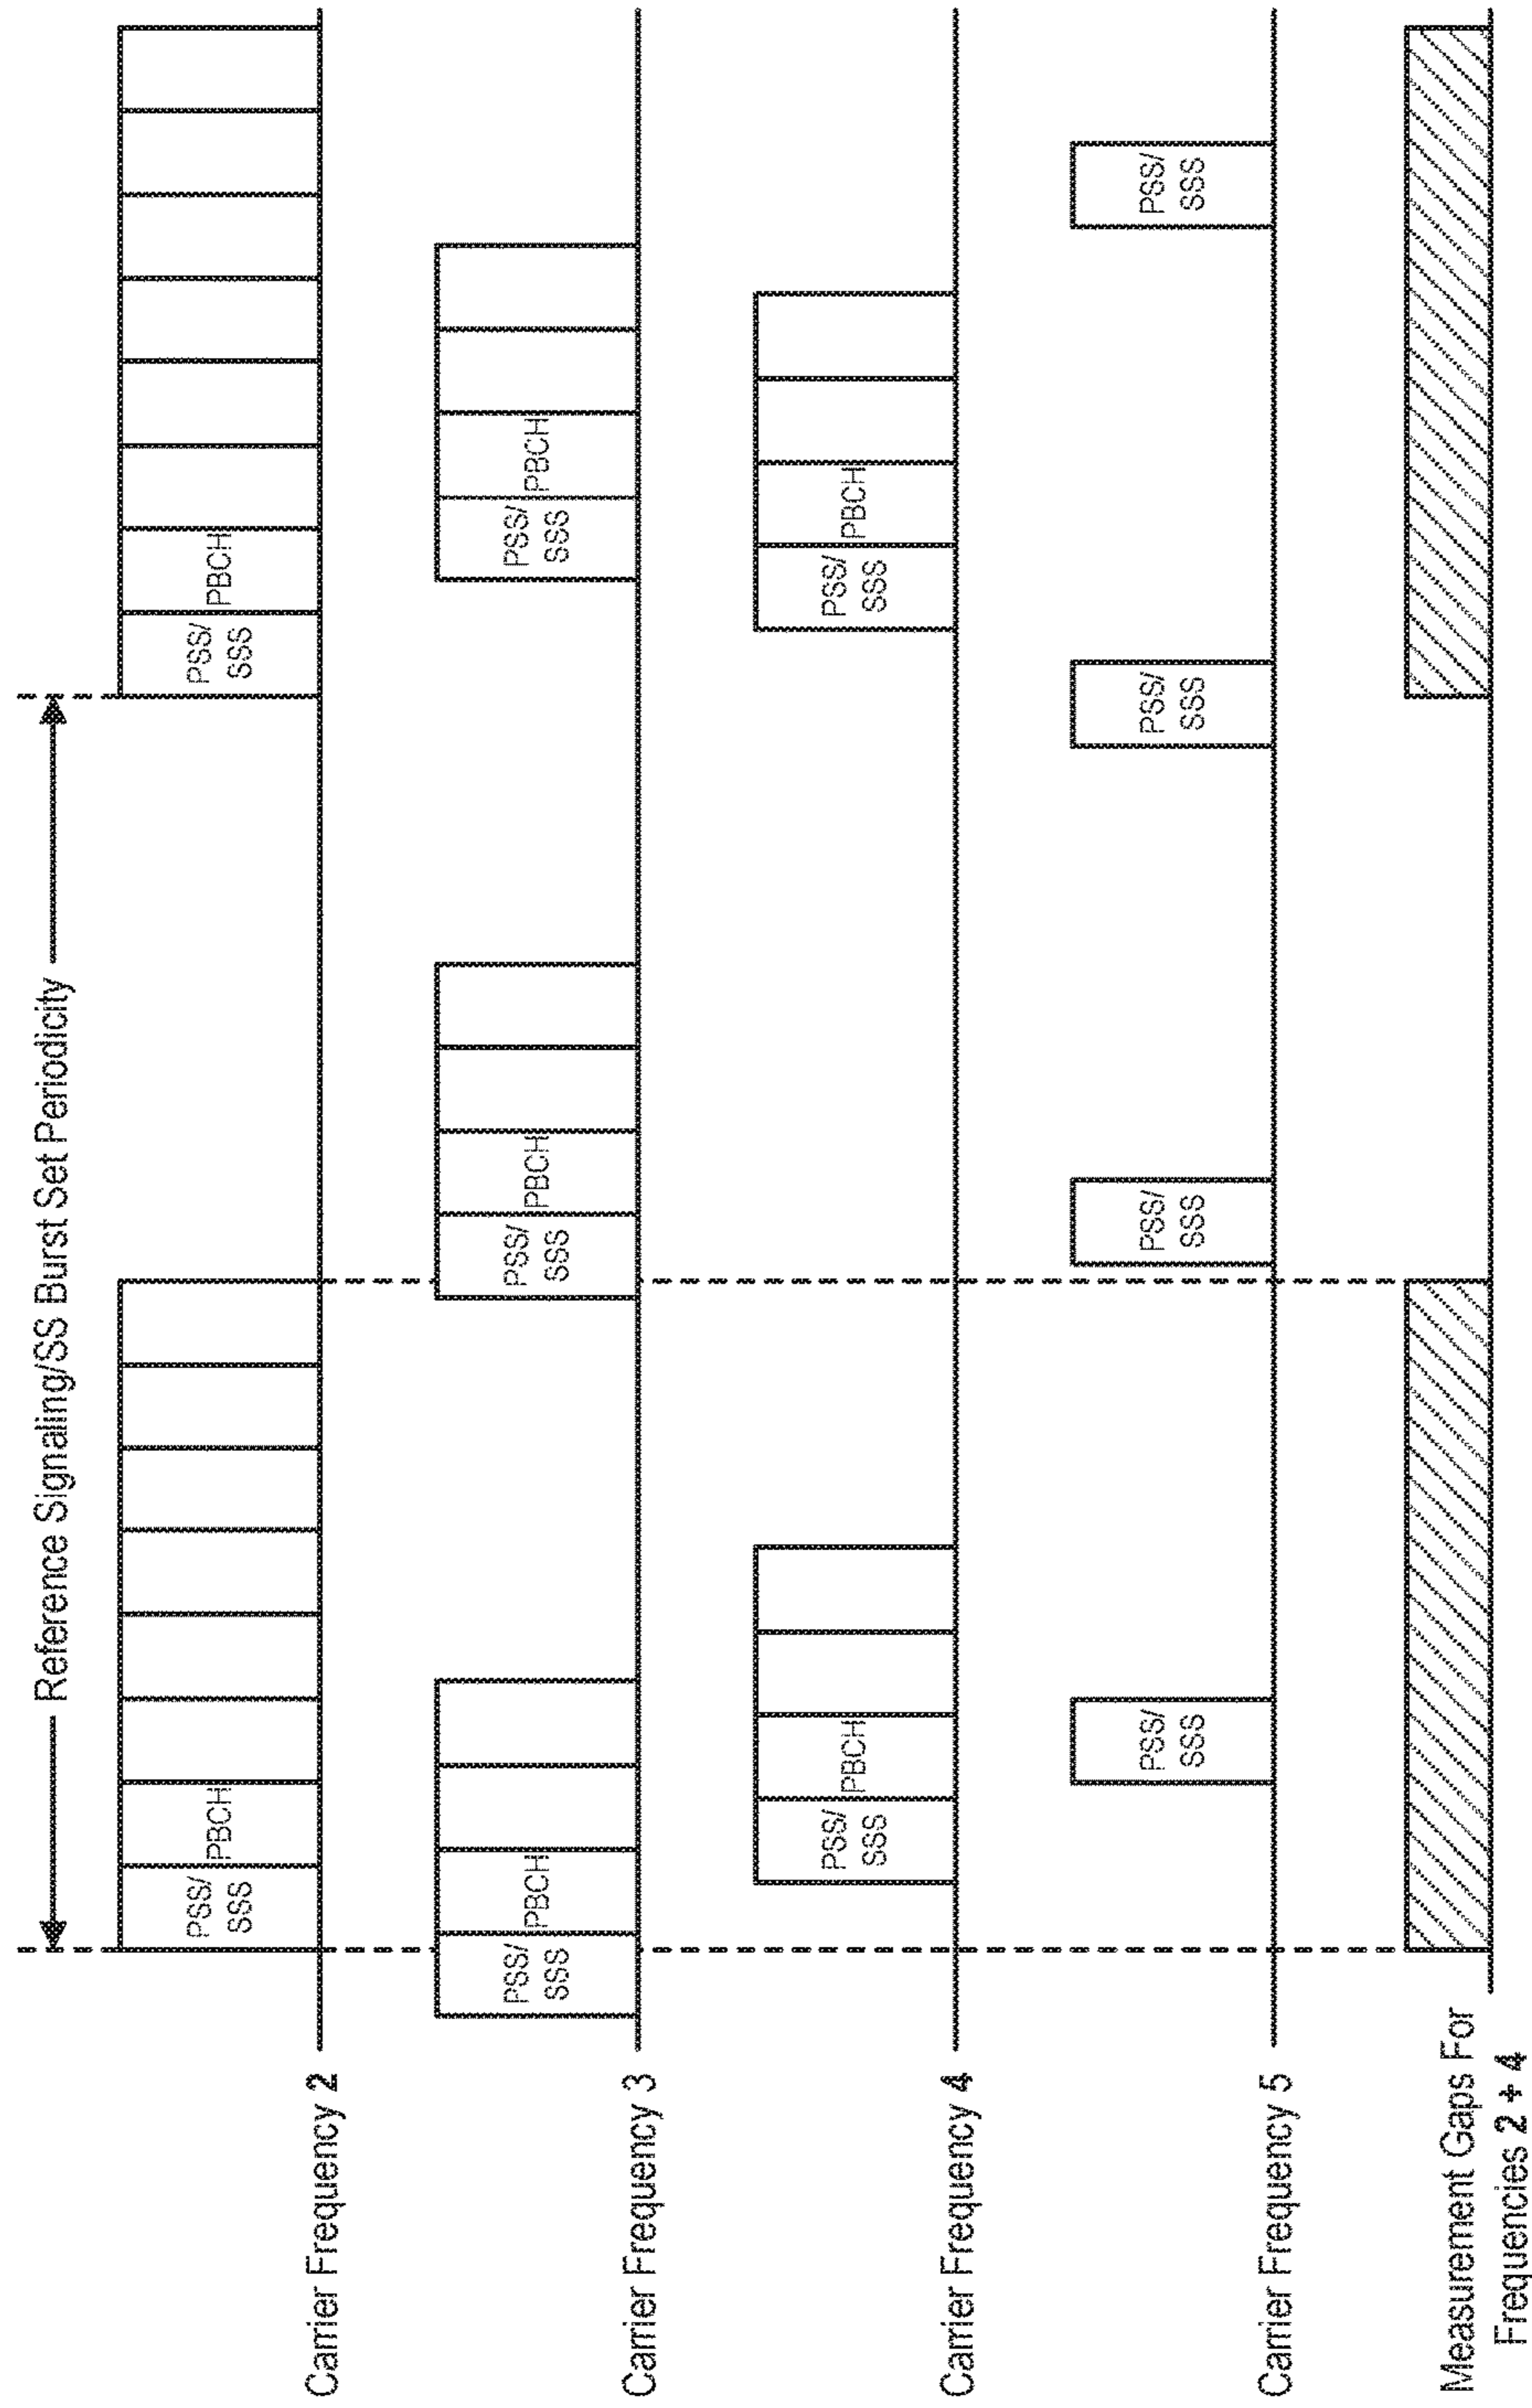 Reference Signaling/SS Burst Set Periodicity
Carrier Frequency 2
PSS/
SSS
PBCH
PSS/
SSS
PBCH
Carrier Frequency 3
PSS/
SSS
PBCH
PSS/
SSS
PBCH
PSS/
SSS
PBCH
Carrier Frequency 4
PSS/
SSS
PBCH
PSS/
SSS
PBCH
Carrier Frequency 5
PSS/
SSS
PSS/
SSS
PSS/
SSS
PSS/
SSS
Measurement Gaps For
Frequencies 2 + 4